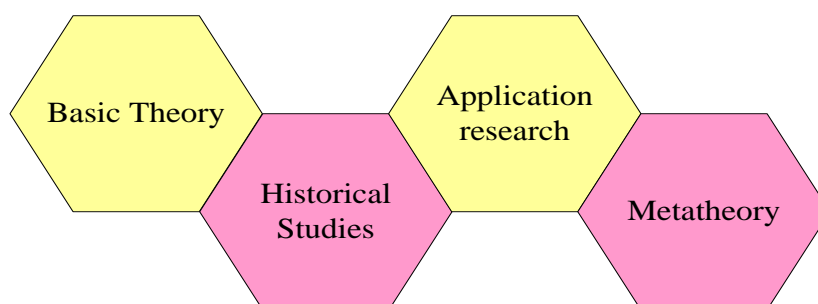 Basic Theory
Historical
Studies
Application
research
Metatheory